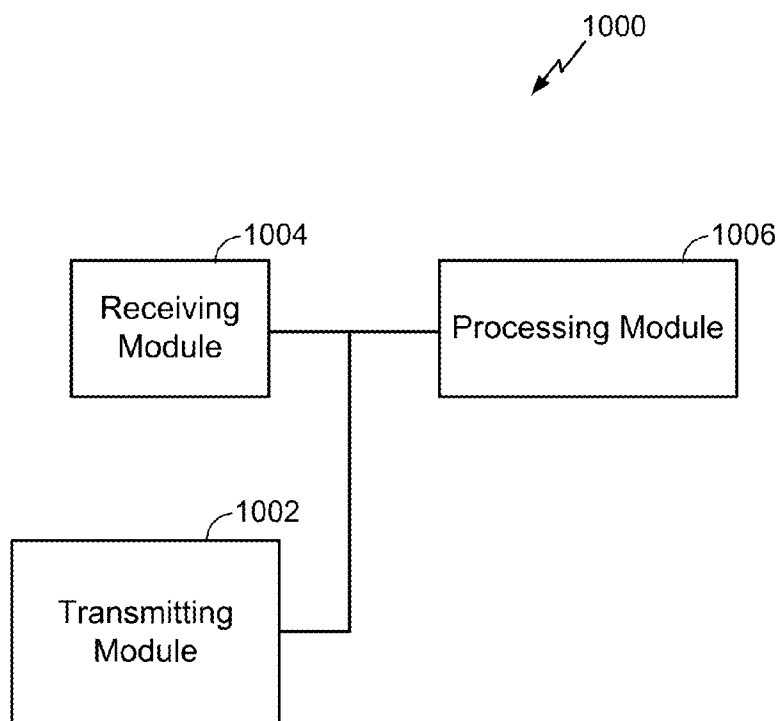 1000
1004
1006
Receiving
Module
Processing Module
1002
Transmitting
Module